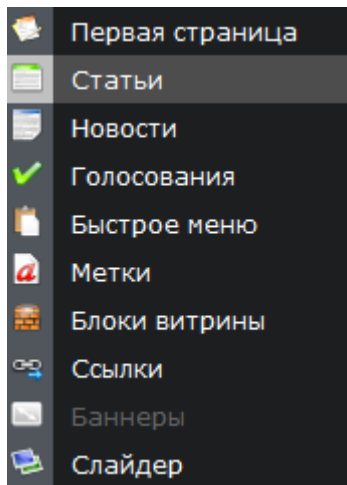 Первая страница
Статьи
Новости
Голосования
Быстрое меню
Метки
Блоки витрины
Ссылки
Баннеры
Слайдер